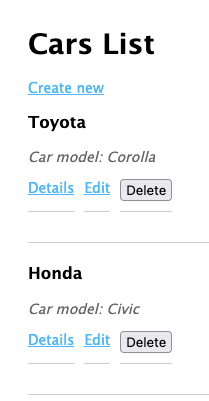 Cars List
Create new
Toyota
Car model: Corolla
Details Edit Delete
Honda
Car model: Civic
Details Edit Delete